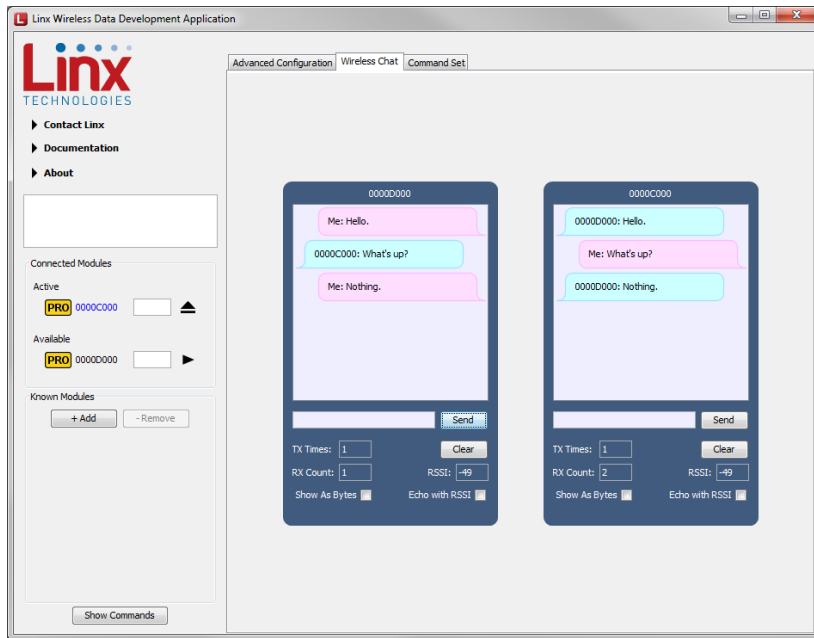 Linx Wireless Data Development Application
Linx
TECHNOLOGIES
Contact Linx
Documentation
About
Connected Modules
Active
PRO 0000C000
Available
PRO 0000D000
Known Modules
+ Add - Remove
Show Commands
Advanced Configuration Wireless Chat Command Set
0000D000
Me: Hello.
0000C000: What's up?
Me: Nothing.
Send
TX Times: 1 Clear
RX Count: 1 RSSI: -49
Show As Bytes Echo with RSSI
0000C000
0000D000: Hello.
Me: What's up?
0000D000: Nothing.
Send
TX Times: 1 Clear
RX Count: 2 RSSI: -49
Show As Bytes Echo with RSSI